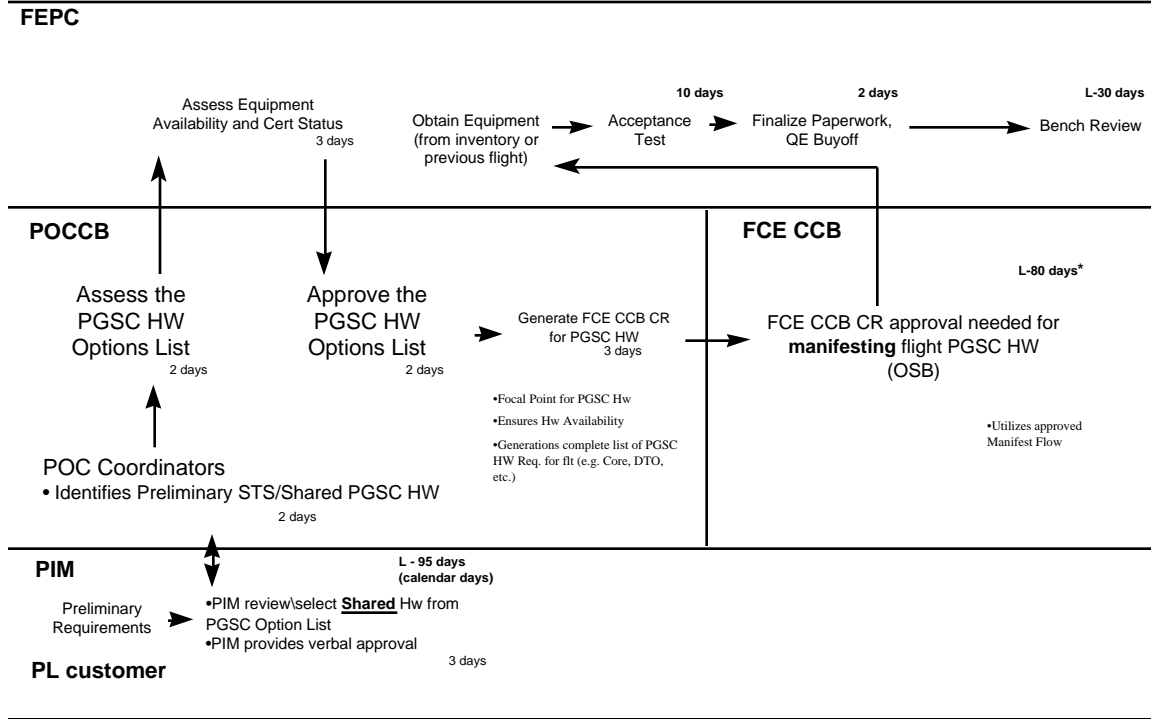 FEPC
Assess Equipment
Availability and Cert Status
3 days
Obtain Equipment
(from inventory or
previous flight)
10 days
Acceptance
Test
2 days
Finalize Paperwork,
QE Buyoff
L-30 days
Bench Review
POCCB
Assess the
PGSC HW
Options List
2 days
Approve the
PGSC HW
Options List
2 days
Generate FCE CCB CR
for PGSC HW
3 days
•Focal Point for PGSC Hw
•Ensures Hw Availability
•Generations complete list of PGSC
HW Req. for flt (e.g. Core, DTO,
etc.)
POC Coordinators
• Identifies Preliminary STS/Shared PGSC HW
2 days
FCE CCB
L-80 days*
FCE CCB CR approval needed for
manifesting flight PGSC HW
(OSB)
•Utilizes approved
Manifest Flow
PIM
L - 95 days
(calendar days)
Preliminary
Requirements
•PIM review\select Shared Hw from
PGSC Option List
•PIM provides verbal approval
3 days
PL customer